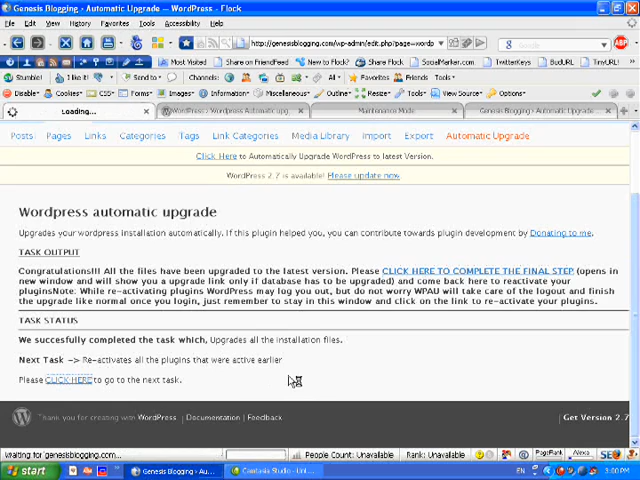 Genesis Blogging › Automatic Upgrade — WordPress - Flock
File Edit View History Favorites Tools Accessibility Help
http://genesisblogging.com/wp-admin/edit.php?page=wordp
Google
ABP
Most Visited Share on FriendFeed New to Flock? Share Flock SocialMarker.com TwitterKeys BudURL TinyURL!
Stumble! I like it! Send to Channels: All Favorites Friends Tools
Disable Cookies CSS Forms Images Information Miscellaneous Outline Resize Tools View Source Options
Loading... WordPress › Wordpress Automatic upg... Maintenance Mode Genesis Blogging › Automatic Upgrade...
Posts Pages Links Categories Tags Link Categories Media Library Import Export Automatic Upgrade
Click Here to Automatically Upgrade WordPress to latest Version.
WordPress 2.7 is available! Please update now.
Wordpress automatic upgrade
Upgrades your wordpress installation automatically. If this plugin helped you, you can contribute towards plugin development by Donating to me.
TASK OUTPUT
Congratulations!!! All the files have been upgraded to the latest version. Please CLICK HERE TO COMPLETE THE FINAL STEP (opens in
new window and will show you a upgrade link only if database has to be upgraded) and come back here to reactivate your
pluginsNote: While re-activating plugins WordPress may log you out, but do not worry WPAU will take care of the logout and finish
the upgrade like normal once you login, just remember to stay in this window and click on the link to re-activate your plugins.
TASK STATUS
We succesfully completed the task which, Upgrades all the installation files.
Next Task —> Re-activates all the plugins that were active earlier
Please CLICK HERE to go to the next task.
Thank you for creating with WordPress | Documentation | Feedback
Get Version 2.7
Waiting for genesisblogging.com... People Count: Unavailable Rank: Unavailable PageRank Alexa SEO
start Genesis Blogging › Au... Camtasia Studio - Unt... EN 3:00 PM